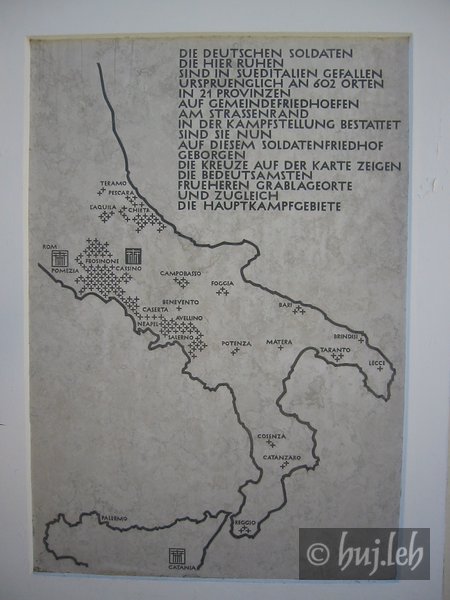 DIE DEUTSCHEN SOLDATEN
DIE HIER RUHEN
SIND IN SUEDITALIEN GEFALLEN
URSPRUENGLICH AN 602 ORTEN
IN 21 PROVINZEN
AUF GEMEINDEFRIEDHOEFEN
AM STRASSENRAND
IN DER KAMPFSTELLUNG BESTATTET
SIND SIE NUN
AUF DIESEM SOLDATENFRIEDHOF
GEBORGEN
DIE KREUZE AUF DER KARTE ZEIGEN
DIE BEDEUTSAMSTEN
FRUEHEREN GRABLAGEORTE
UND ZUGLEICH
DIE HAUPTKAMPFGEBIETE
TERAMO
PESCARA
L'AQUILA
CHIETI
ROM
POMEZIA
FROSINONE
CASSINO
CAMPOBASSO
FOGGIA
BENEVENTO
CASERTA
NEAPEL
AVELLINO
SALERNO
BARI
BRINDISI
POTENZA
MATERA
TARANTO
LECCE
COSENZA
CATANZARO
PALERMO
REGGIO
CATANIA
© huj.leh